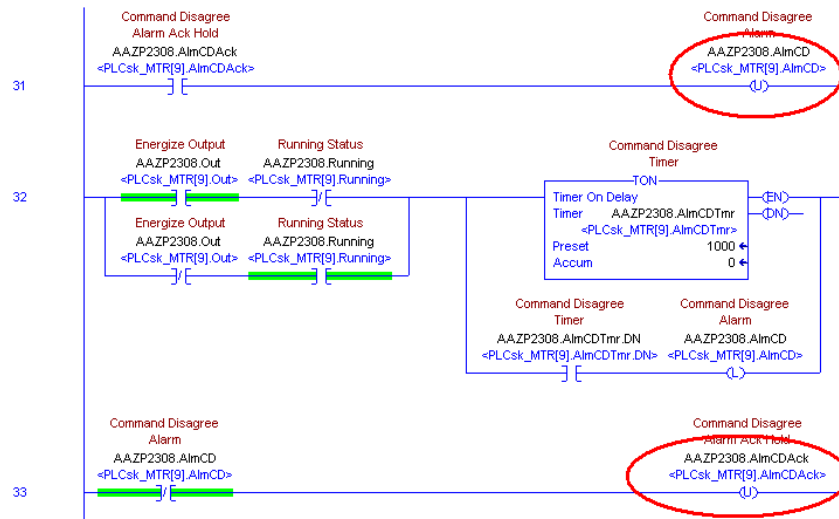 Command Disagree
Alarm Ack Hold
AAZP2308.AlmCDAck
<PLCsk_MTR[9].AlmCDAck>
Command Disagree
Alarm
AAZP2308.AlmCD
<PLCsk_MTR[9].AlmCD>
31
U
Energize Output
AAZP2308.Out
<PLCsk_MTR[9].Out>
Running Status
AAZP2308.Running
<PLCsk_MTR[9].Running>
32
Energize Output
AAZP2308.Out
<PLCsk_MTR[9].Out>
Running Status
AAZP2308.Running
<PLCsk_MTR[9].Running>
Command Disagree
Timer
TON
Timer On Delay
Timer AAZP2308.AlmCDTmr
<PLCsk_MTR[9].AlmCDTmr>
Preset 1000
Accum 0
EN
DN
Command Disagree
Timer
AAZP2308.AlmCDTmr.DN
<PLCsk_MTR[9].AlmCDTmr.DN>
Command Disagree
Alarm
AAZP2308.AlmCD
<PLCsk_MTR[9].AlmCD>
L
Command Disagree
Alarm
AAZP2308.AlmCD
<PLCsk_MTR[9].AlmCD>
Command Disagree
Alarm Ack Hold
AAZP2308.AlmCDAck
<PLCsk_MTR[9].AlmCDAck>
33
U